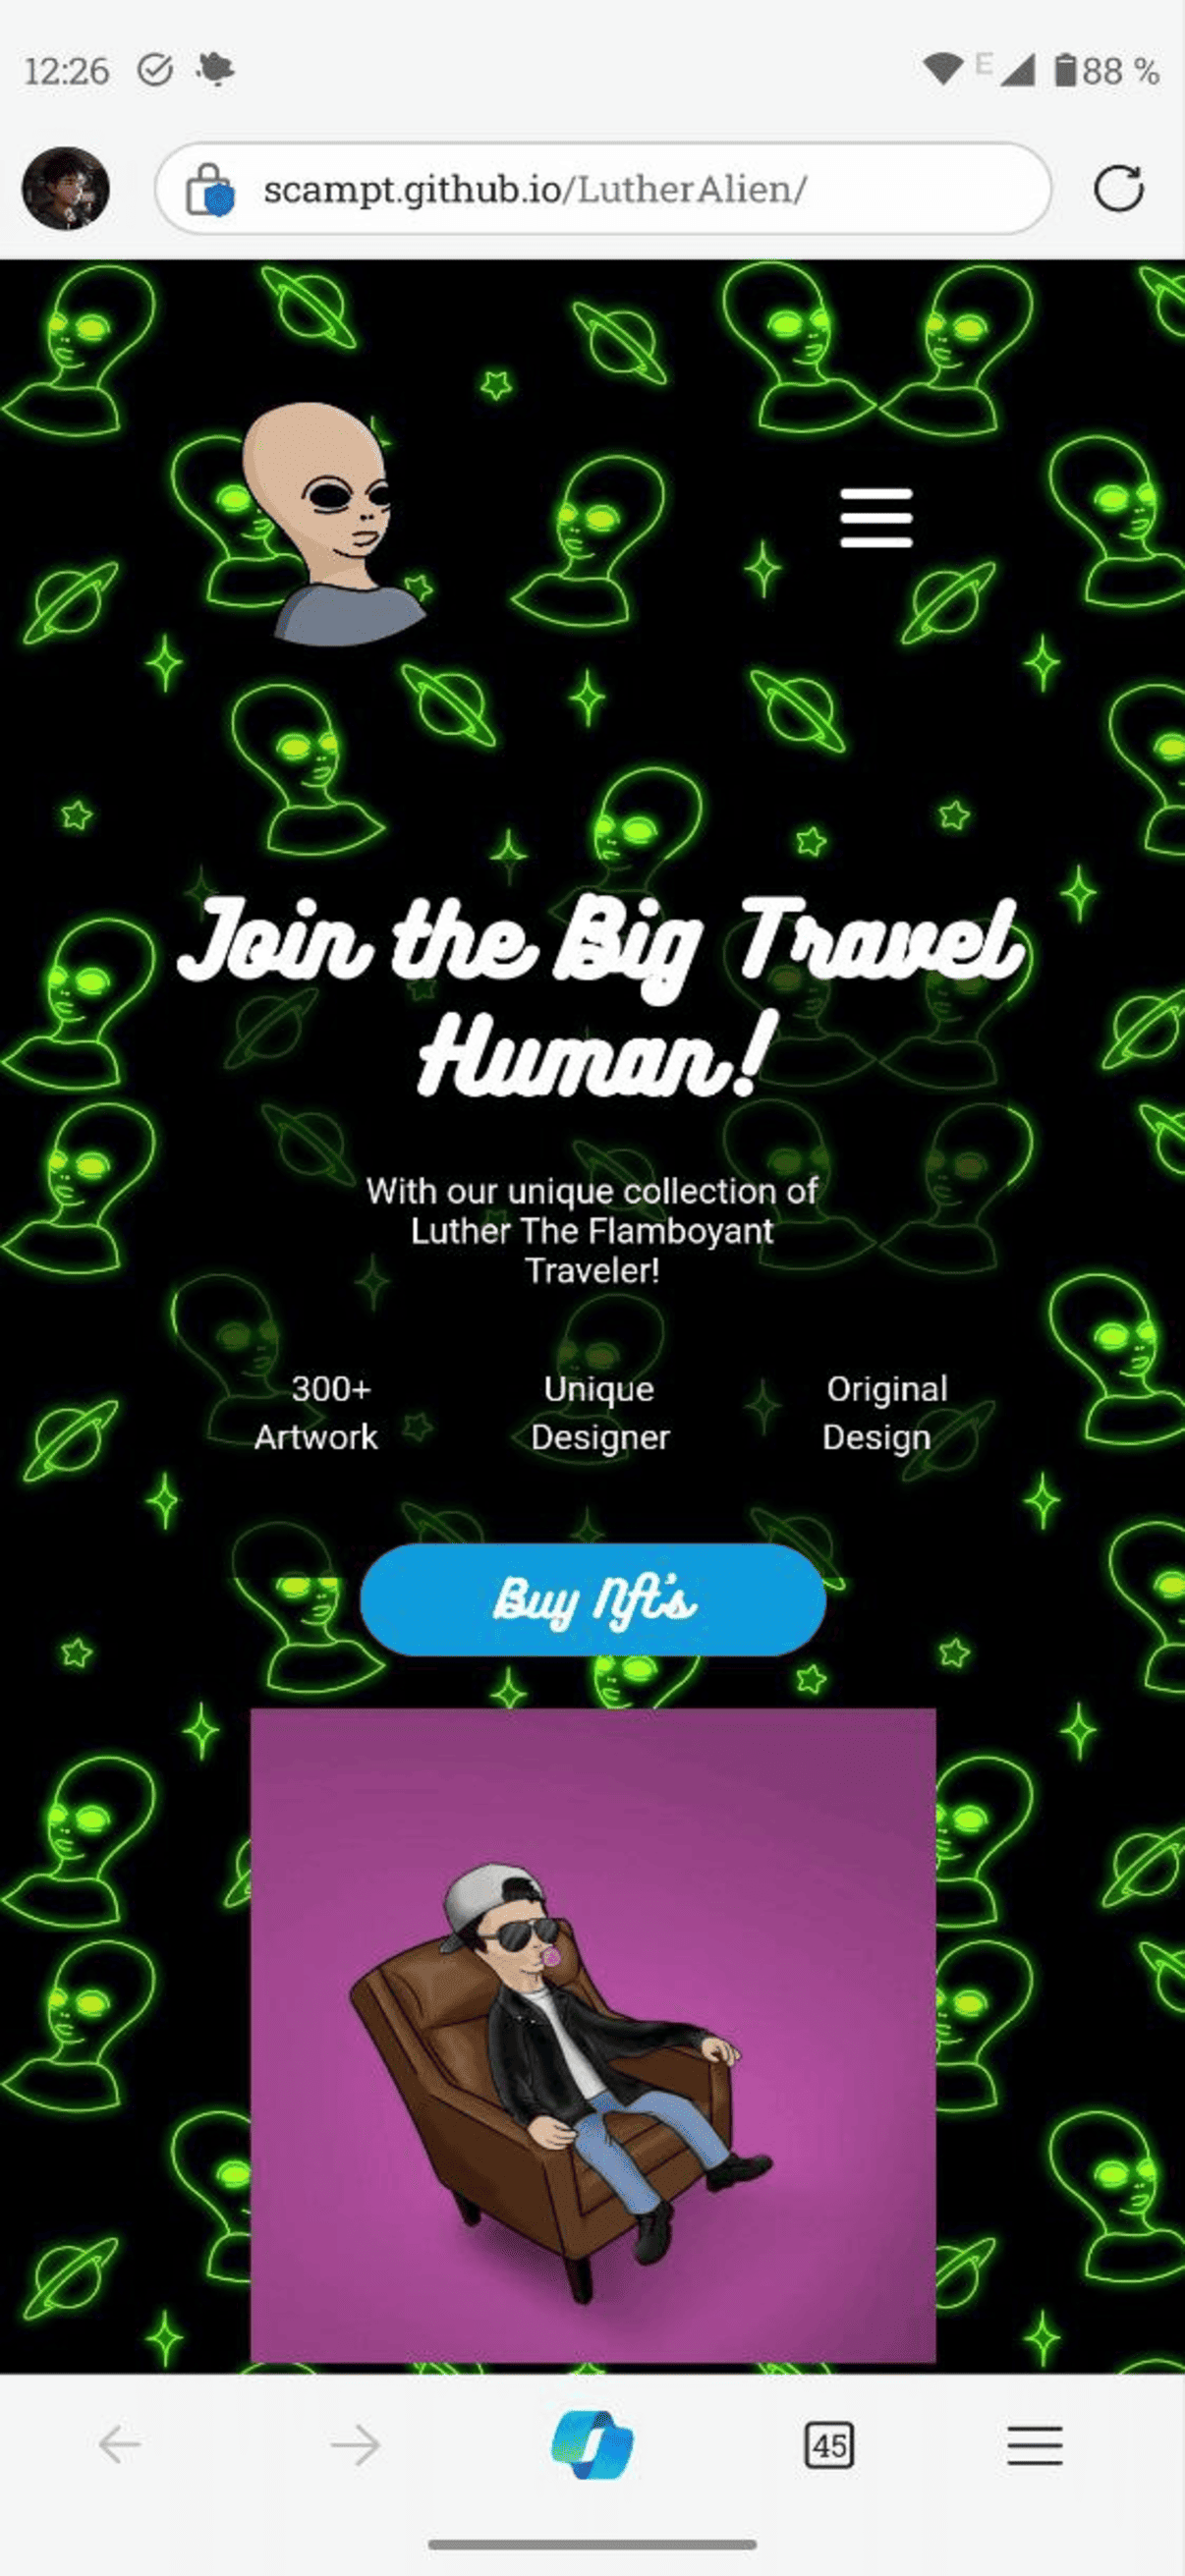 12:26
E
88 %
scampt.github.io/LutherAlien/
Join the Big Travel
Human!
With our unique collection of
Luther The Flamboyant
Traveler!
300+ Unique Original
Artwork Designer Design
Buy Nft's
45